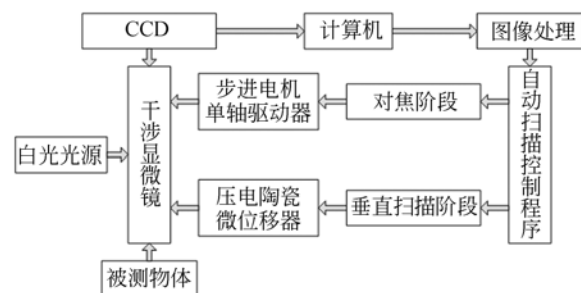 CCD
计算机
图像处理
步进电机
单轴驱动器
对焦阶段
自动扫描控制程序
干涉显微镜
白光光源
压电陶瓷
微位移器
垂直扫描阶段
被测物体